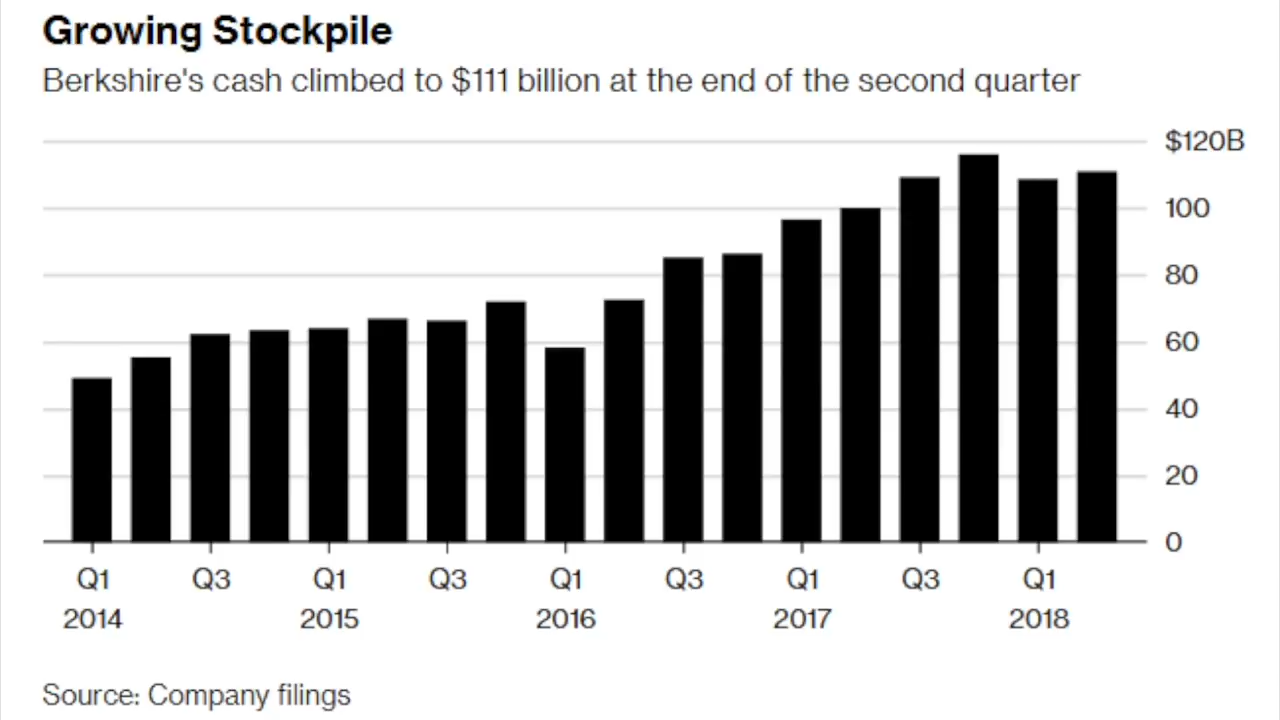 Growing Stockpile
Berkshire's cash climbed to $111 billion at the end of the second quarter
$120B
100
80
60
40
20
0
Q1 Q3 Q1 Q3 Q1 Q3 Q1 Q3 Q1
2014 2015 2016 2017 2018
Source: Company filings